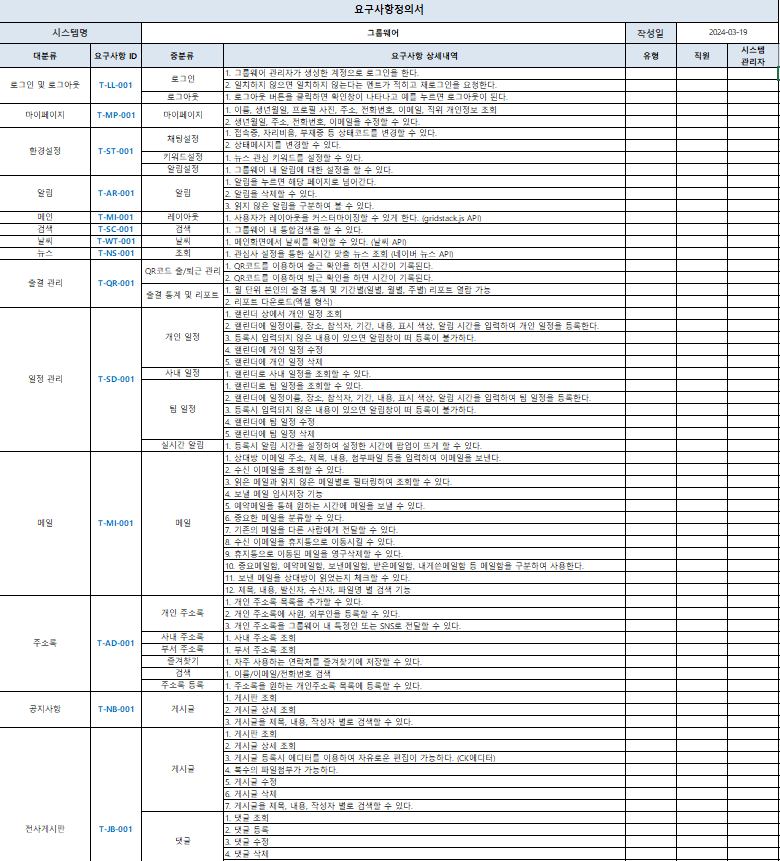 요구사항정의서
시스템명 그룹웨어 작성일 2024-03-19
대분류 요구사항 ID 중분류 요구사항 상세내역 유형 직원 시스템 관리자
로그인 및 로그아웃 T-LL-001 로그인 1. 그룹웨어 관리자가 생성한 계정으로 로그인을 한다.
2. 일치하지 않으면 일치하지 않는다는 멘트가 적히고 재로그인을 요청한다.
로그아웃 1. 로그아웃 버튼을 클릭하면 확인창이 나타나고 예를 누르면 로그아웃이 된다.
마이페이지 T-MP-001 마이페이지 1. 이름, 생년월일, 프로필 사진, 주소, 전화번호, 이메일, 직위 개인정보 조회
2. 생년월일, 주소, 전화번호, 이메일을 수정할 수 있다.
환경설정 T-ST-001 채팅설정 1. 접속중, 자리비움, 부재중 등 상태코드를 변경할 수 있다.
2. 상태메시지를 변경할 수 있다.
키워드설정 1. 뉴스 관심 키워드를 설정할 수 있다.
알림설정 1. 그룹웨어 내 알림에 대한 설정을 할 수 있다.
알림 T-AR-001 알림 1. 알림을 누르면 해당 페이지로 넘어간다.
2. 알림을 삭제할 수 있다.
3. 읽지 않은 알림을 구분하여 볼 수 있다.
메인 T-MI-001 레이아웃 1. 사용자가 레이아웃을 커스터마이징할 수 있게 한다. (gridstack.js API)
검색 T-SC-001 검색 1. 그룹웨어 내 통합검색을 할 수 있다.
날씨 T-WT-001 날씨 1. 메인화면에서 날씨를 확인할 수 있다. (날씨 API)
뉴스 T-NS-001 조회 1. 관심사 설정을 통한 실시간 맞춤 뉴스 조회 (네이버 뉴스 API)
출결 관리 T-QR-001 QR코드 출/퇴근 관리 1. QR코드를 이용하여 출근 확인을 하면 시간이 기록된다.
2. QR코드를 이용하여 퇴근 확인을 하면 시간이 기록된다.
출결 통계 및 리포트 1. 월 단위 본인의 출결 통계 및 기간별(일별, 월별, 주별) 리포트 열람 가능
2. 리포트 다운로드(엑셀 형식)
일정 관리 T-SD-001 개인 일정 1. 캘린더 상에서 개인 일정 조회
2. 캘린더에 일정이름, 장소, 참석자, 기간, 내용, 표시 색상, 알림 시간을 입력하여 개인 일정을 등록한다.
3. 등록시 입력되지 않은 내용이 있으면 알림창이 떠 등록이 불가하다.
4. 캘린더에 개인 일정 수정
5. 캘린더에 개인 일정 삭제
사내 일정 1. 캘린더로 사내 일정을 조회할 수 있다.
팀 일정 1. 캘린더로 팀 일정을 조회할 수 있다.
2. 캘린더에 일정이름, 장소, 참석자, 기간, 내용, 표시 색상, 알림 시간을 입력하여 팀 일정을 등록한다.
3. 등록시 입력되지 않은 내용이 있으면 알림창이 떠 등록이 불가하다.
4. 캘린더에 팀 일정 수정
5. 캘린더에 팀 일정 삭제
실시간 알림 1. 등록시 알림 시간을 설정하여 설정한 시간에 팝업이 뜨게 할 수 있다.
메일 T-MI-001 메일 1. 상대방 이메일 주소, 제목, 내용, 첨부파일 등을 입력하여 이메일을 보낸다.
2. 수신 이메일을 조회할 수 있다.
3. 읽은 메일과 읽지 않은 메일별로 필터링하여 조회할 수 있다.
4. 보낼 메일 임시저장 기능
5. 예약메일을 통해 원하는 시간에 메일을 보낼 수 있다.
6. 중요한 메일을 분류할 수 있다.
7. 기존의 메일을 다른 사람에게 전달할 수 있다.
8. 수신 이메일을 휴지통으로 이동시킬 수 있다.
9. 휴지통으로 이동된 메일을 영구삭제할 수 있다.
10. 중요메일함, 예약메일함, 보낸메일함, 받은메일함, 내게쓴메일함 등 메일함을 구분하여 사용한다.
11. 보낸 메일을 상대방이 읽었는지 체크할 수 있다.
12. 제목, 내용, 발신자, 수신자, 파일명 별 검색 기능
주소록 T-AD-001 개인 주소록 1. 개인 주소록 목록을 추가할 수 있다.
2. 개인 주소록에 사원, 외부인을 등록할 수 있다.
3. 개인 주소록을 그룹웨어 내 특정인 또는 SNS로 전달할 수 있다.
사내 주소록 1. 사내 주소록 조회
부서 주소록 1. 부서 주소록 조회
즐겨찾기 1. 자주 사용하는 연락처를 즐겨찾기에 저장할 수 있다.
검색 1. 이름/이메일/전화번호 검색
주소록 등록 1. 주소록을 원하는 개인주소록 목록에 등록할 수 있다.
공지사항 T-NB-001 게시글 1. 게시판 조회
2. 게시글 상세 조회
3. 게시글을 제목, 내용, 작성자 별로 검색할 수 있다.
전사게시판 T-JB-001 게시글 1. 게시판 조회
2. 게시글 상세 조회
3. 게시글 등록시 에디터를 이용하여 자유로운 편집이 가능하다. (CK에디터)
4. 복수의 파일첨부가 가능하다.
5. 게시글 수정
6. 게시글 삭제
7. 게시글을 제목, 내용, 작성자 별로 검색할 수 있다.
댓글 1. 댓글 조회
2. 댓글 등록
3. 댓글 수정
4. 댓글 삭제